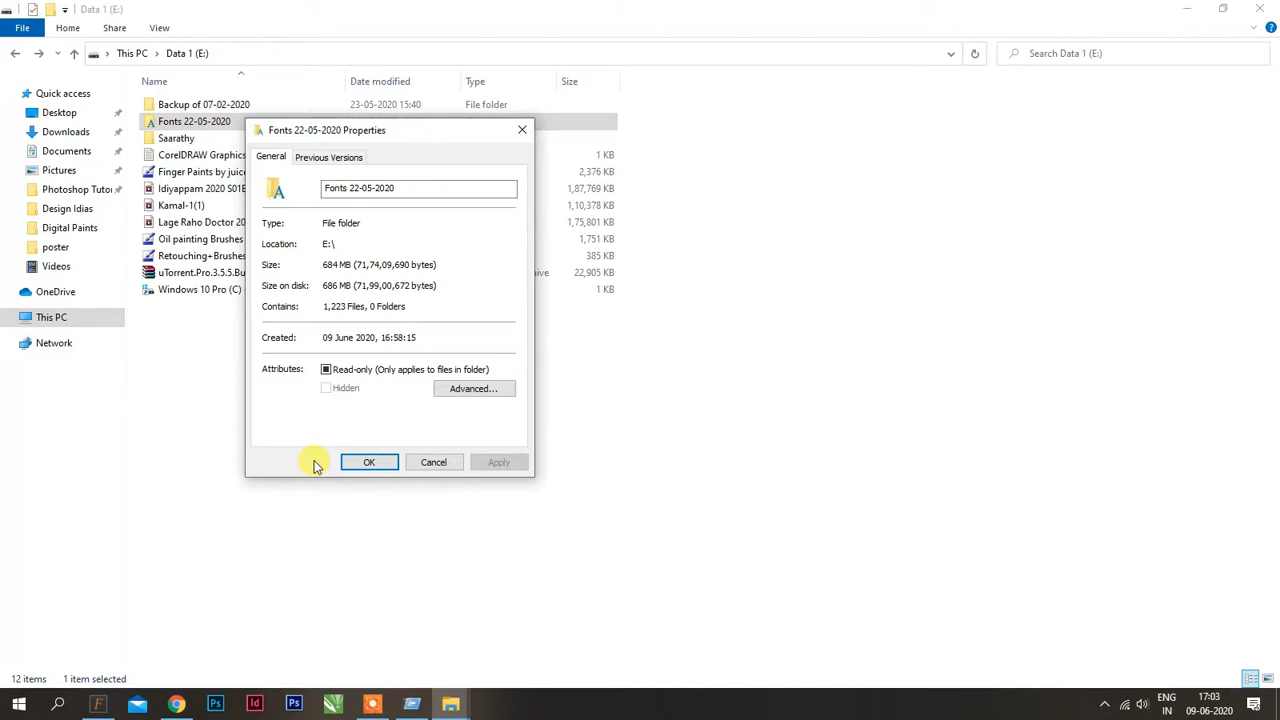 Data 1 (E:)
File Home Share View
This PC Data 1 (E:) Search Data 1 (E:)
Name Date modified Type Size
Quick access
Desktop
Downloads
Documents
Pictures
Photoshop Tutor
Design Idias
Digital Paints
poster
Videos
OneDrive
This PC
Network
Backup of 07-02-2020 23-05-2020 15:40 File folder
Fonts 22-05-2020
Saarathy
CorelDRAW Graphics 1 KB
Finger Paints by juice 2,376 KB
Idiyappam 2020 S01E 1,87,769 KB
Kamal-1(1) 1,10,378 KB
Lage Raho Doctor 20 1,75,801 KB
Oil painting Brushes 1,751 KB
Retouching+Brushes 385 KB
uTorrent.Pro.3.5.5.Bu ive 22,905 KB
Windows 10 Pro (C) 1 KB
Fonts 22-05-2020 Properties
General Previous Versions
Fonts 22-05-2020
Type: File folder
Location: E:\
Size: 684 MB (71,74,09,690 bytes)
Size on disk: 686 MB (71,99,00,672 bytes)
Contains: 1,223 Files, 0 Folders
Created: 09 June 2020, 16:58:15
Attributes: Read-only (Only applies to files in folder)
Hidden Advanced...
OK Cancel Apply
12 items 1 item selected
F Ps Id Ps
ENG 17:03
IN 09-06-2020